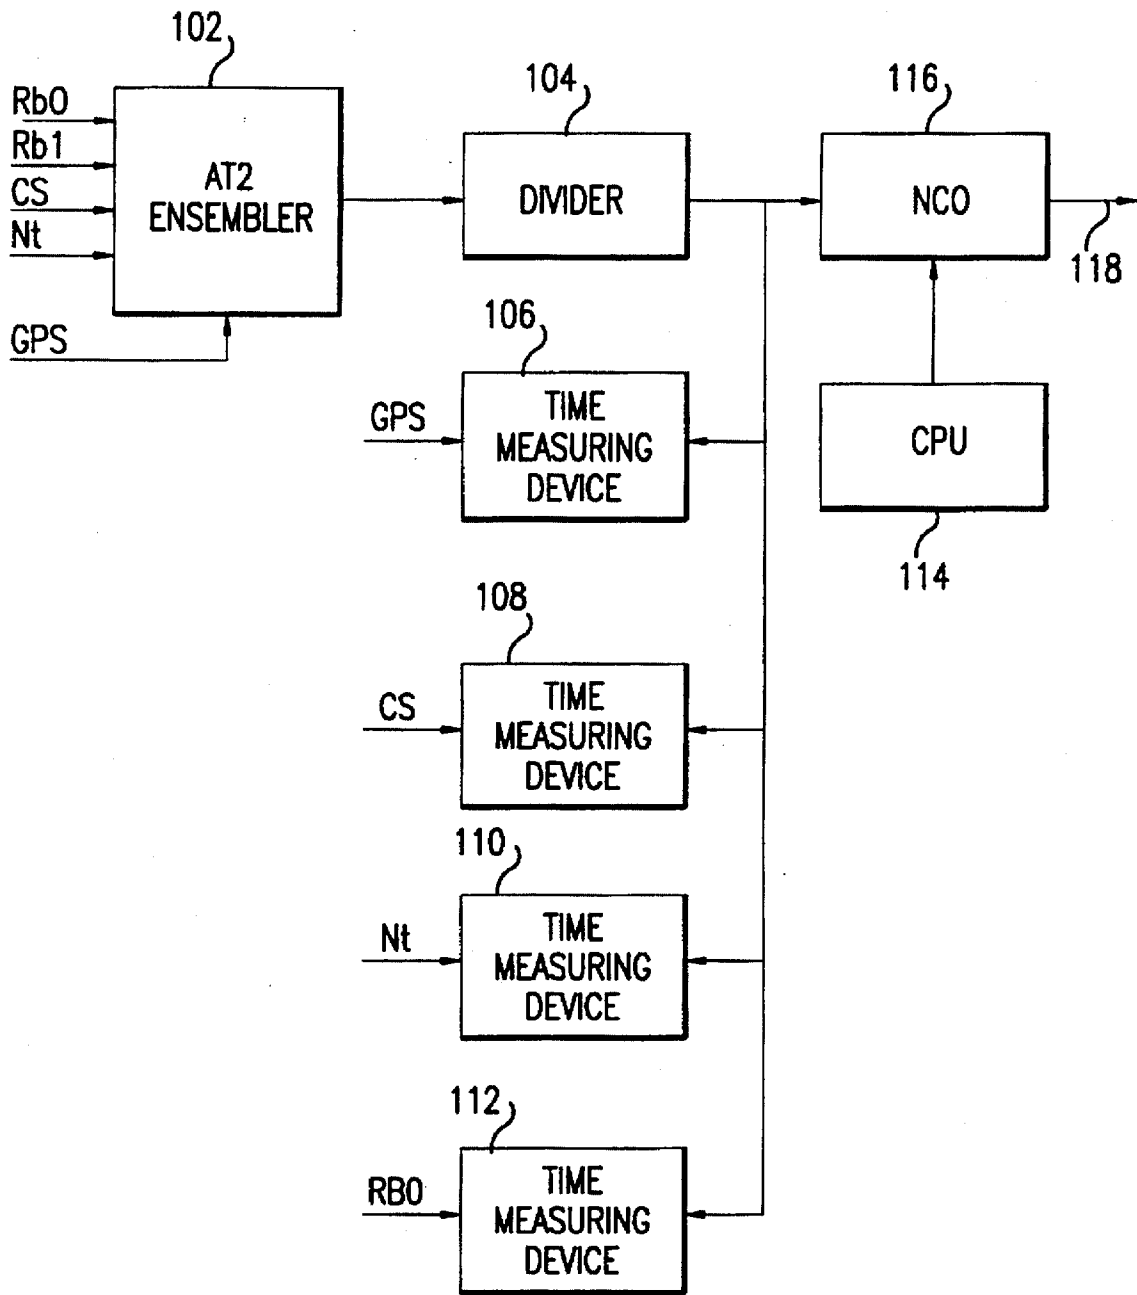 102
Rb0
Rb1
CS
Nt
GPS
AT2
ENSEMBLER
104
DIVIDER
116
NCO
118
106
GPS
TIME
MEASURING
DEVICE
CPU
114
108
CS
TIME
MEASURING
DEVICE
110
Nt
TIME
MEASURING
DEVICE
112
RB0
TIME
MEASURING
DEVICE